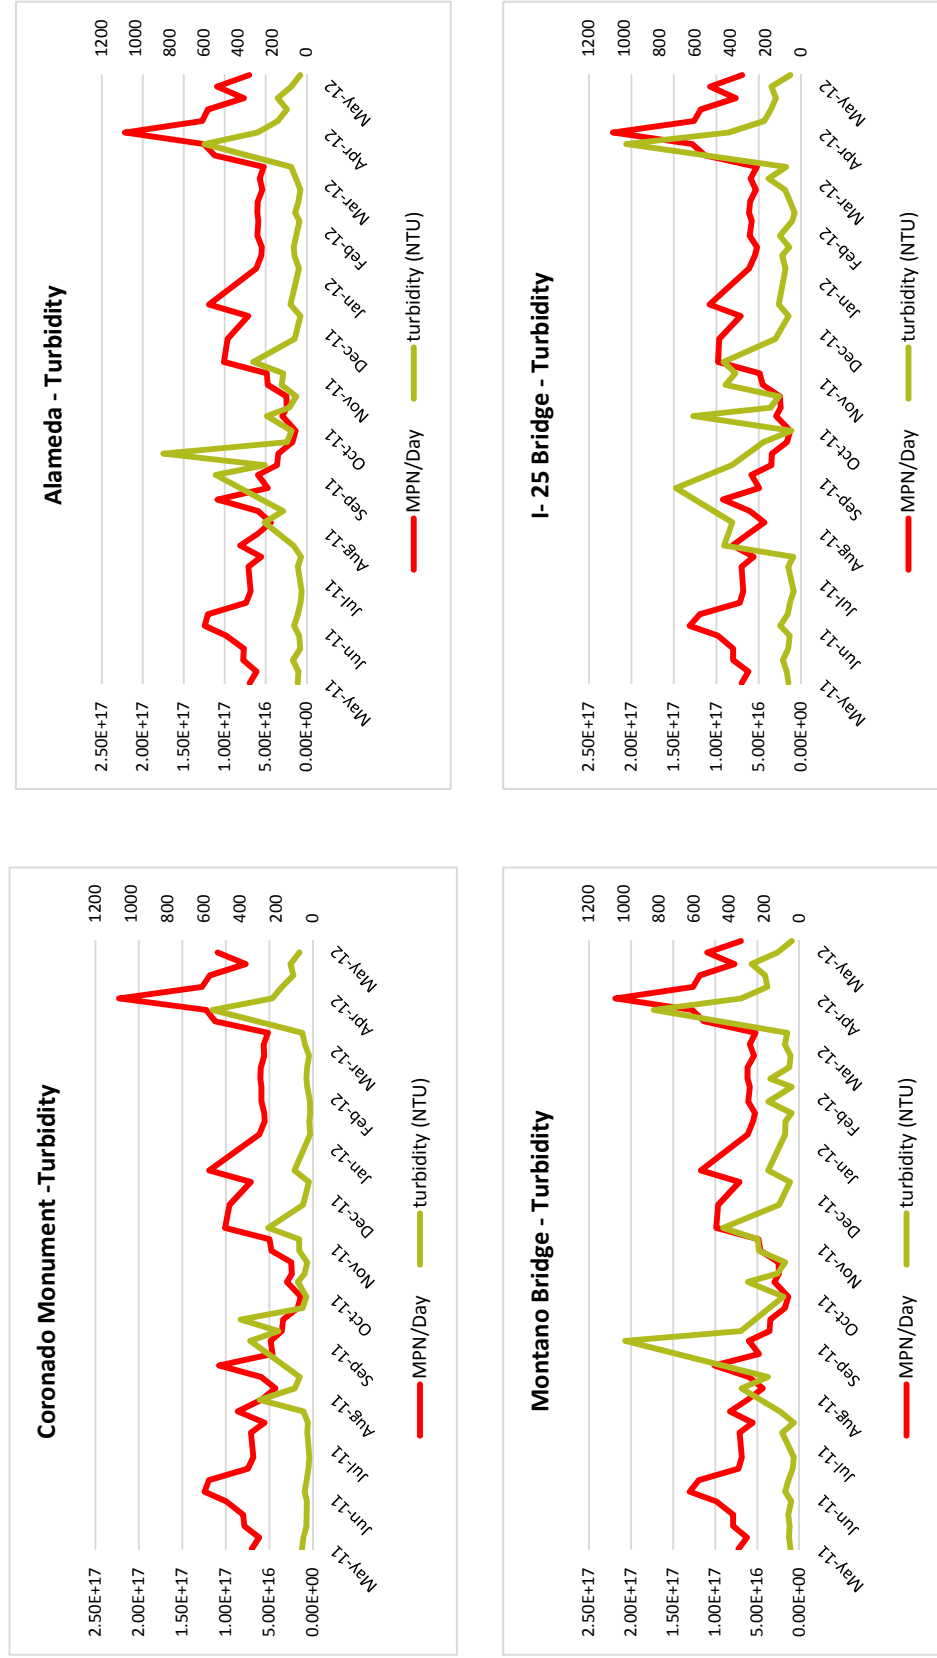 Coronado Monument -Turbidity
2.50E+17
2.00E+17
1.50E+17
1.00E+17
5.00E+16
0.00E+00
1200
1000
800
600
400
200
0
May-11 Jun-11 Jul-11 Aug-11 Sep-11 Oct-11 Nov-11 Dec-11 Jan-12 Feb-12 Mar-12 Apr-12 May-12
MPN/Day turbidity (NTU)
Alameda - Turbidity
2.50E+17
2.00E+17
1.50E+17
1.00E+17
5.00E+16
0.00E+00
1200
1000
800
600
400
200
0
May-11 Jun-11 Jul-11 Aug-11 Sep-11 Oct-11 Nov-11 Dec-11 Jan-12 Feb-12 Mar-12 Apr-12 May-12
MPN/Day turbidity (NTU)
Montano Bridge - Turbidity
2.50E+17
2.00E+17
1.50E+17
1.00E+17
5.00E+16
0.00E+00
1200
1000
800
600
400
200
0
May-11 Jun-11 Jul-11 Aug-11 Sep-11 Oct-11 Nov-11 Dec-11 Jan-12 Feb-12 Mar-12 Apr-12 May-12
MPN/Day turbidity (NTU)
I- 25 Bridge - Turbidity
2.50E+17
2.00E+17
1.50E+17
1.00E+17
5.00E+16
0.00E+00
1200
1000
800
600
400
200
0
May-11 Jun-11 Jul-11 Aug-11 Sep-11 Oct-11 Nov-11 Dec-11 Jan-12 Feb-12 Mar-12 Apr-12 May-12
MPN/Day turbidity (NTU)